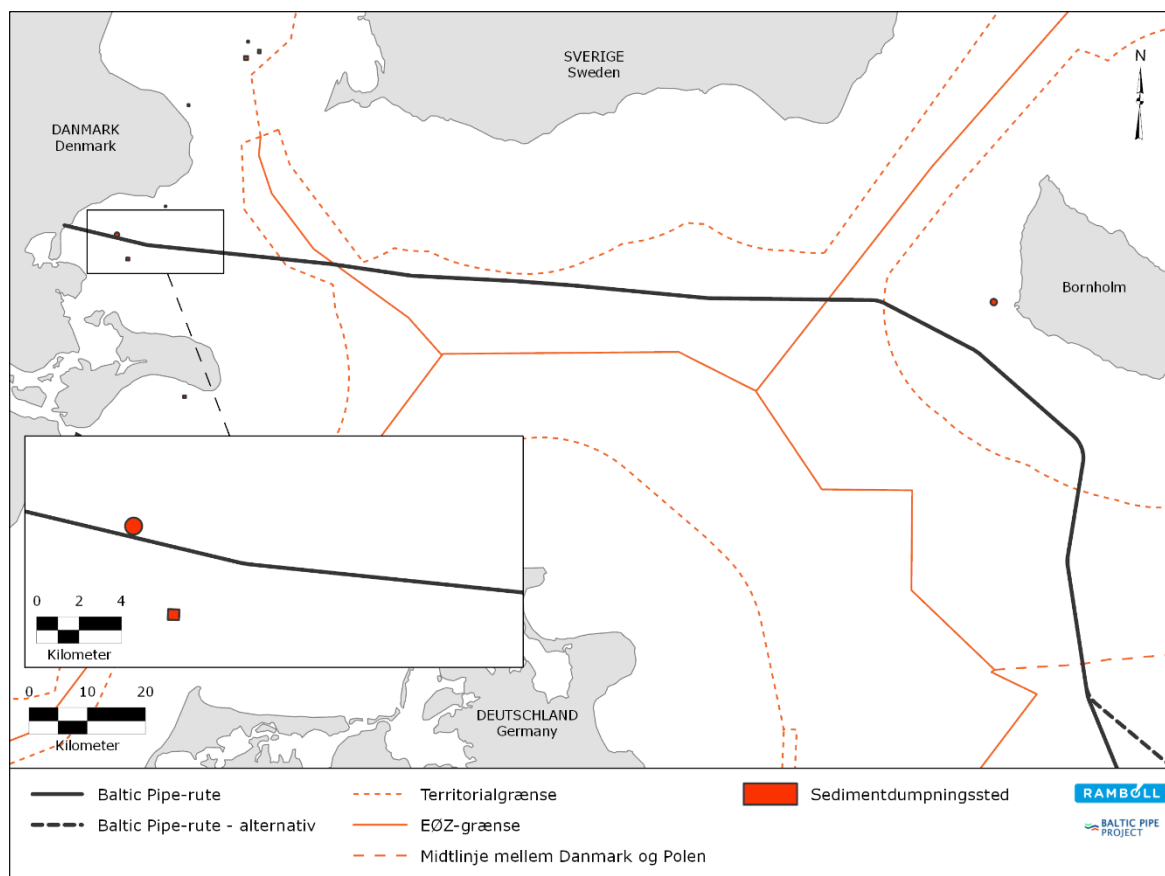 SVERIGE
Sweden
N
DANMARK
Denmark
Bornholm
0 2 4
Kilometer
0 10 20
Kilometer
DEUTSCHLAND
Germany
Baltic Pipe-rute
Baltic Pipe-rute - alternativ
Territorialgrænse
EØZ-grænse
Midtlinje mellem Danmark og Polen
Sedimentdumpningssted
RAMBOLL
BALTIC PIPE
PROJECT